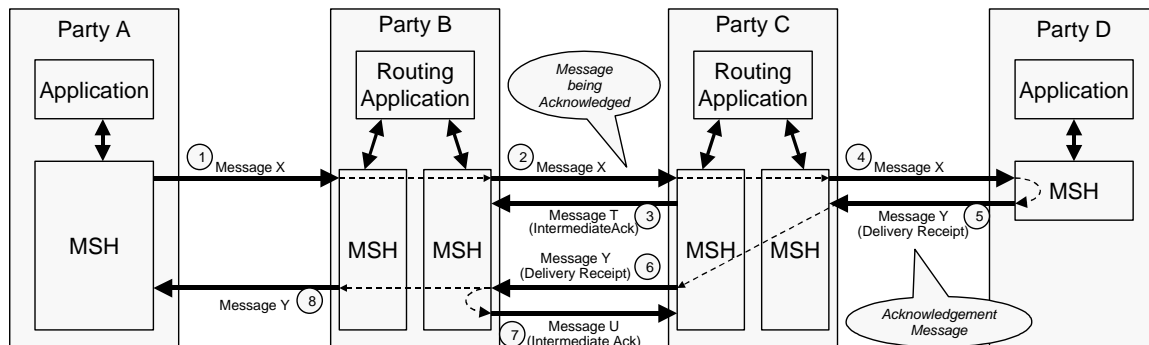 Party A
Party B
Party C
Party D
Application
Routing
Application
Message
being
Acknowledged
Routing
Application
Application
1
Message X
2
Message X
4
Message X
MSH
MSH
MSH
MSH
MSH
MSH
Message T
(IntermediateAck)
3
Message Y
(Delivery Receipt)
5
Message Y
(Delivery Receipt)
6
Message Y
8
7
Message U
(Intermediate Ack)
Acknowledgement
Message